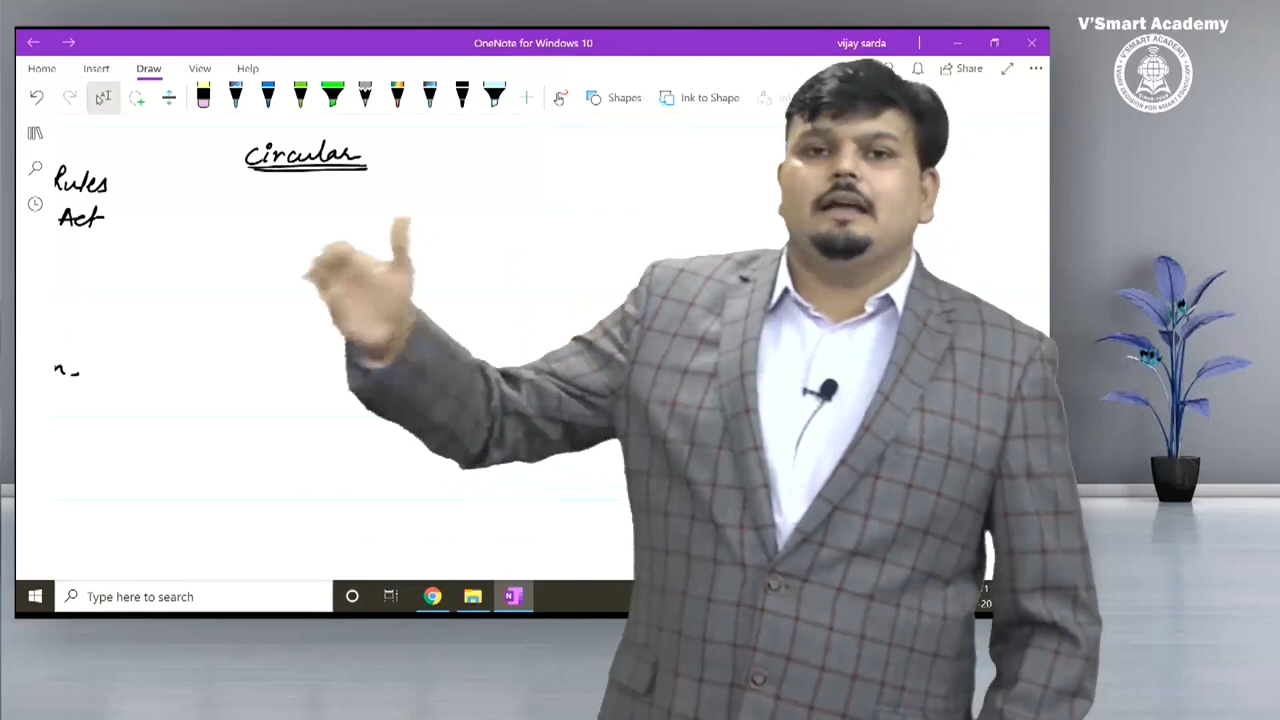 V'Smart Academy
OneNote for Windows 10
vijay sarda
Home Insert Draw View Help
Share
Shapes
Ink to Shape
Circular
Rules
Act
Type here to search